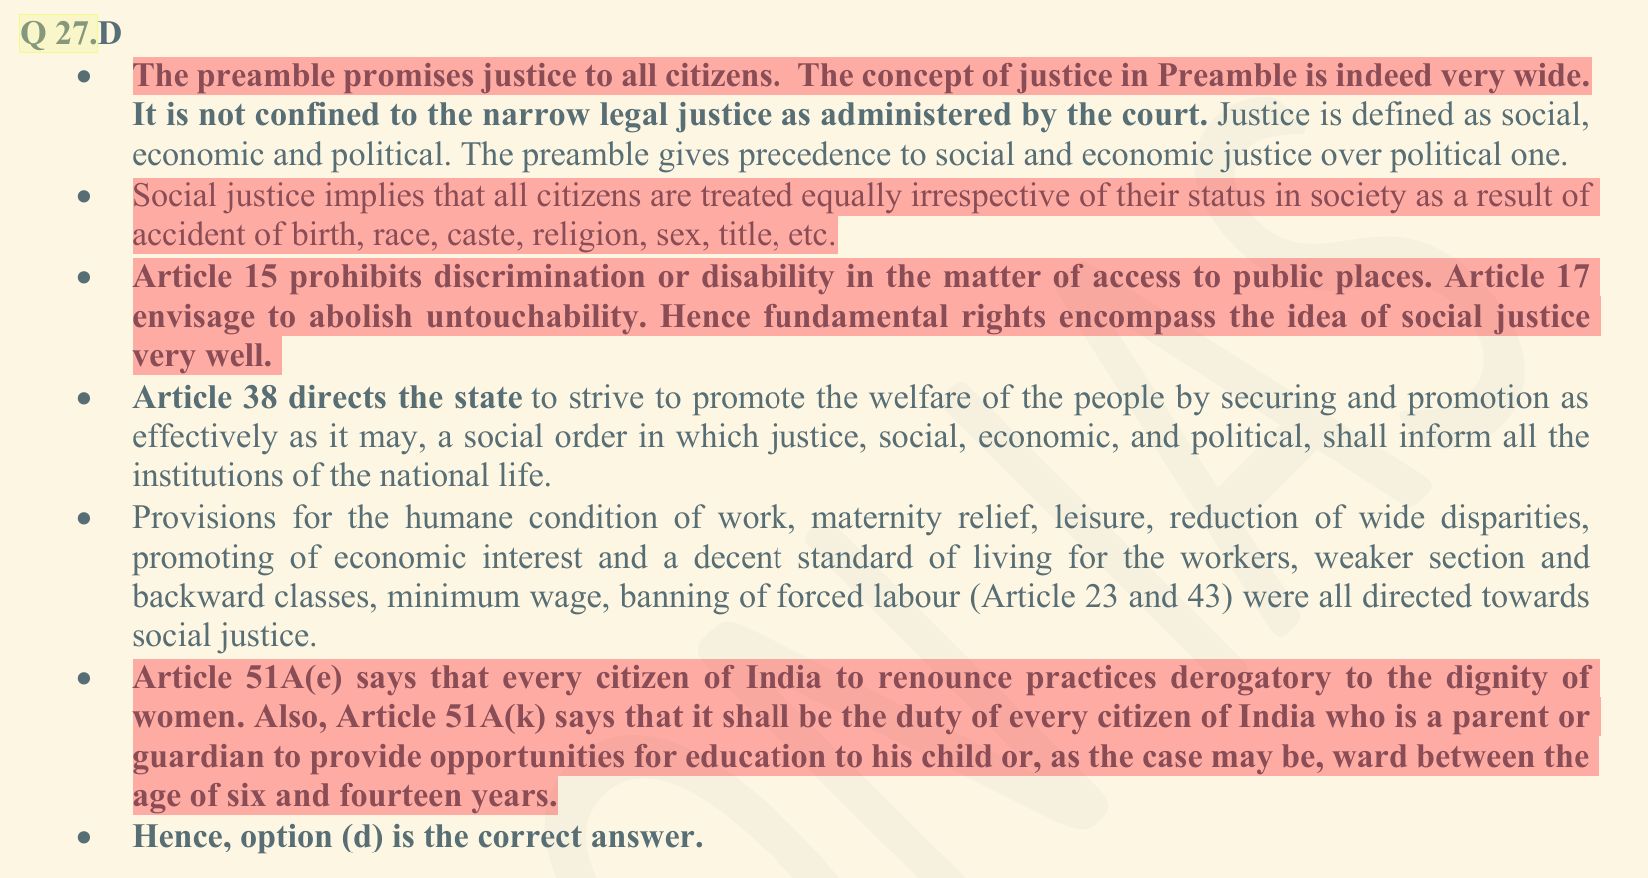 Q 27.D
• The preamble promises justice to all citizens. The concept of justice in Preamble is indeed very wide.
It is not confined to the narrow legal justice as administered by the court. Justice is defined as social,
economic and political. The preamble gives precedence to social and economic justice over political one.
• Social justice implies that all citizens are treated equally irrespective of their status in society as a result of
accident of birth, race, caste, religion, sex, title, etc.
• Article 15 prohibits discrimination or disability in the matter of access to public places. Article 17
envisage to abolish untouchability. Hence fundamental rights encompass the idea of social justice
very well.
• Article 38 directs the state to strive to promote the welfare of the people by securing and promotion as
effectively as it may, a social order in which justice, social, economic, and political, shall inform all the
institutions of the national life.
• Provisions for the humane condition of work, maternity relief, leisure, reduction of wide disparities,
promoting of economic interest and a decent standard of living for the workers, weaker section and
backward classes, minimum wage, banning of forced labour (Article 23 and 43) were all directed towards
social justice.
• Article 51A(e) says that every citizen of India to renounce practices derogatory to the dignity of
women. Also, Article 51A(k) says that it shall be the duty of every citizen of India who is a parent or
guardian to provide opportunities for education to his child or, as the case may be, ward between the
age of six and fourteen years.
• Hence, option (d) is the correct answer.